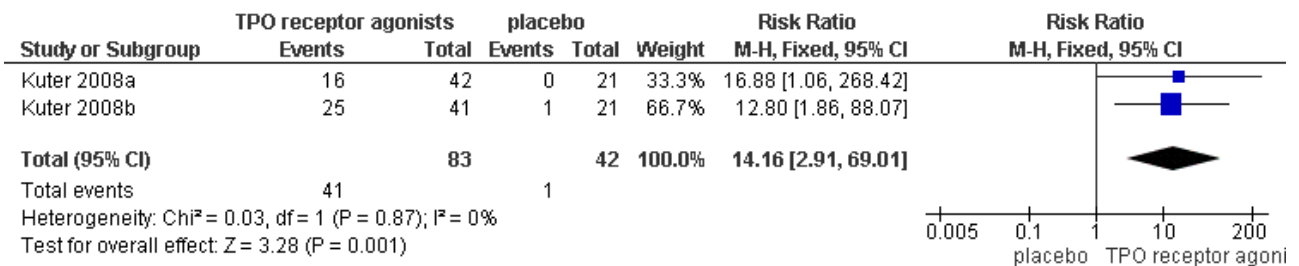 TPO receptor agonists placebo Risk Ratio Risk Ratio
Study or Subgroup Events Total Events Total Weight M-H, Fixed, 95% CI M-H, Fixed, 95% CI
Kuter 2008a 16 42 0 21 33.3% 16.88 [1.06, 268.42]
Kuter 2008b 25 41 1 21 66.7% 12.80 [1.86, 88.07]
Total (95% CI) 83 42 100.0% 14.16 [2.91, 69.01]
Total events 41 1
Heterogeneity: Chi² = 0.03, df = 1 (P = 0.87); I² = 0%
Test for overall effect: Z = 3.28 (P = 0.001)
0.005 0.1 1 10 200
placebo TPO receptor agoni